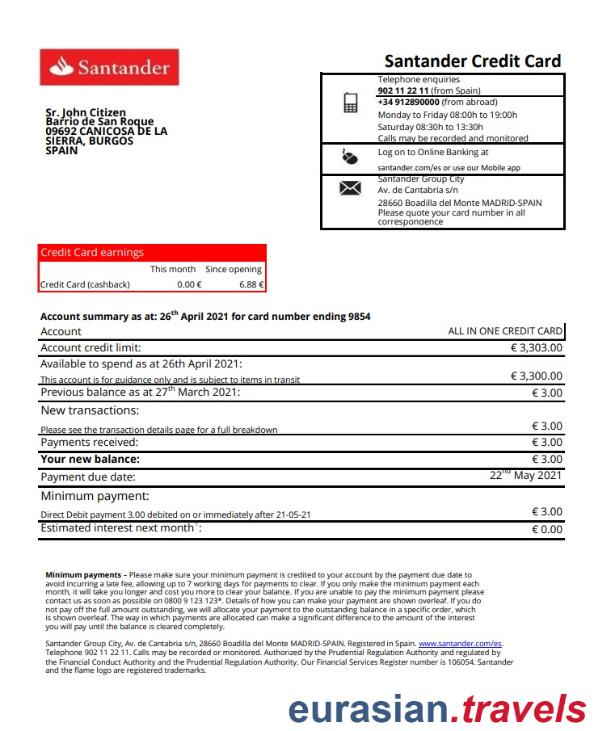 Santander
Santander Credit Card
Telephone enquiries
902 11 22 11 (from Spain)
+34 912890000 (from abroad)
Monday to Friday 08:00h to 19:00h
Saturday 08:30h to 13:30h
Calls may be recorded and monitored
Log on to Online Banking at
santander.com/es or use our Mobile app
Santander Group City
Av. de Cantabria s/n
28660 Boadilla del Monte MADRID-SPAIN
Please quote your card number in all
correspondence
Sr. John Citizen
Barrio de San Roque
09692 CANICOSA DE LA
SIERRA, BURGOS
SPAIN
Credit Card earnings
This month Since opening
Credit Card (cashback) 0.00 € 6.88 €
Account summary as at: 26th April 2021 for card number ending 9854
Account ALL IN ONE CREDIT CARD
Account credit limit: € 3,303.00
Available to spend as at 26th April 2021:
This account is for guidance only and is subject to items in transit € 3,300.00
Previous balance as at 27th March 2021: € 3.00
New transactions:
Please see the transaction details page for a full breakdown € 3.00
Payments received: € 3.00
Your new balance: € 3.00
Payment due date: 22nd May 2021
Minimum payment:
Direct Debit payment 3.00 debited on or immediately after 21-05-21 € 3.00
Estimated interest next month¹: € 0.00
Minimum payments – Please make sure your minimum payment is credited to your account by the payment due date to
avoid incurring a late fee, allowing up to 7 working days for payments to clear. If you only make the minimum payment each
month, it will take you longer and cost you more to clear your balance. If you are unable to pay the minimum payment please
contact us as soon as possible on 0800 9 123 123*. Details of how you can make your payment are shown overleaf. If you do
not pay off the full amount outstanding, we will allocate your payment to the outstanding balance in a specific order, which
is shown overleaf. The way in which payments are allocated can make a significant difference to the amount of the interest
you will pay until the balance is cleared completely.
Santander Group City, Av. de Cantabria s/n, 28660 Boadilla del Monte MADRID-SPAIN. Registered in Spain. www.santander.com/es.
Telephone 902 11 22 11. Calls may be recorded or monitored. Authorized by the Prudential Regulation Authority and regulated by
the Financial Conduct Authority and the Prudential Regulation Authority. Our Financial Services Register number is 106054. Santander
and the flame logo are registered trademarks.
eurasian.travels